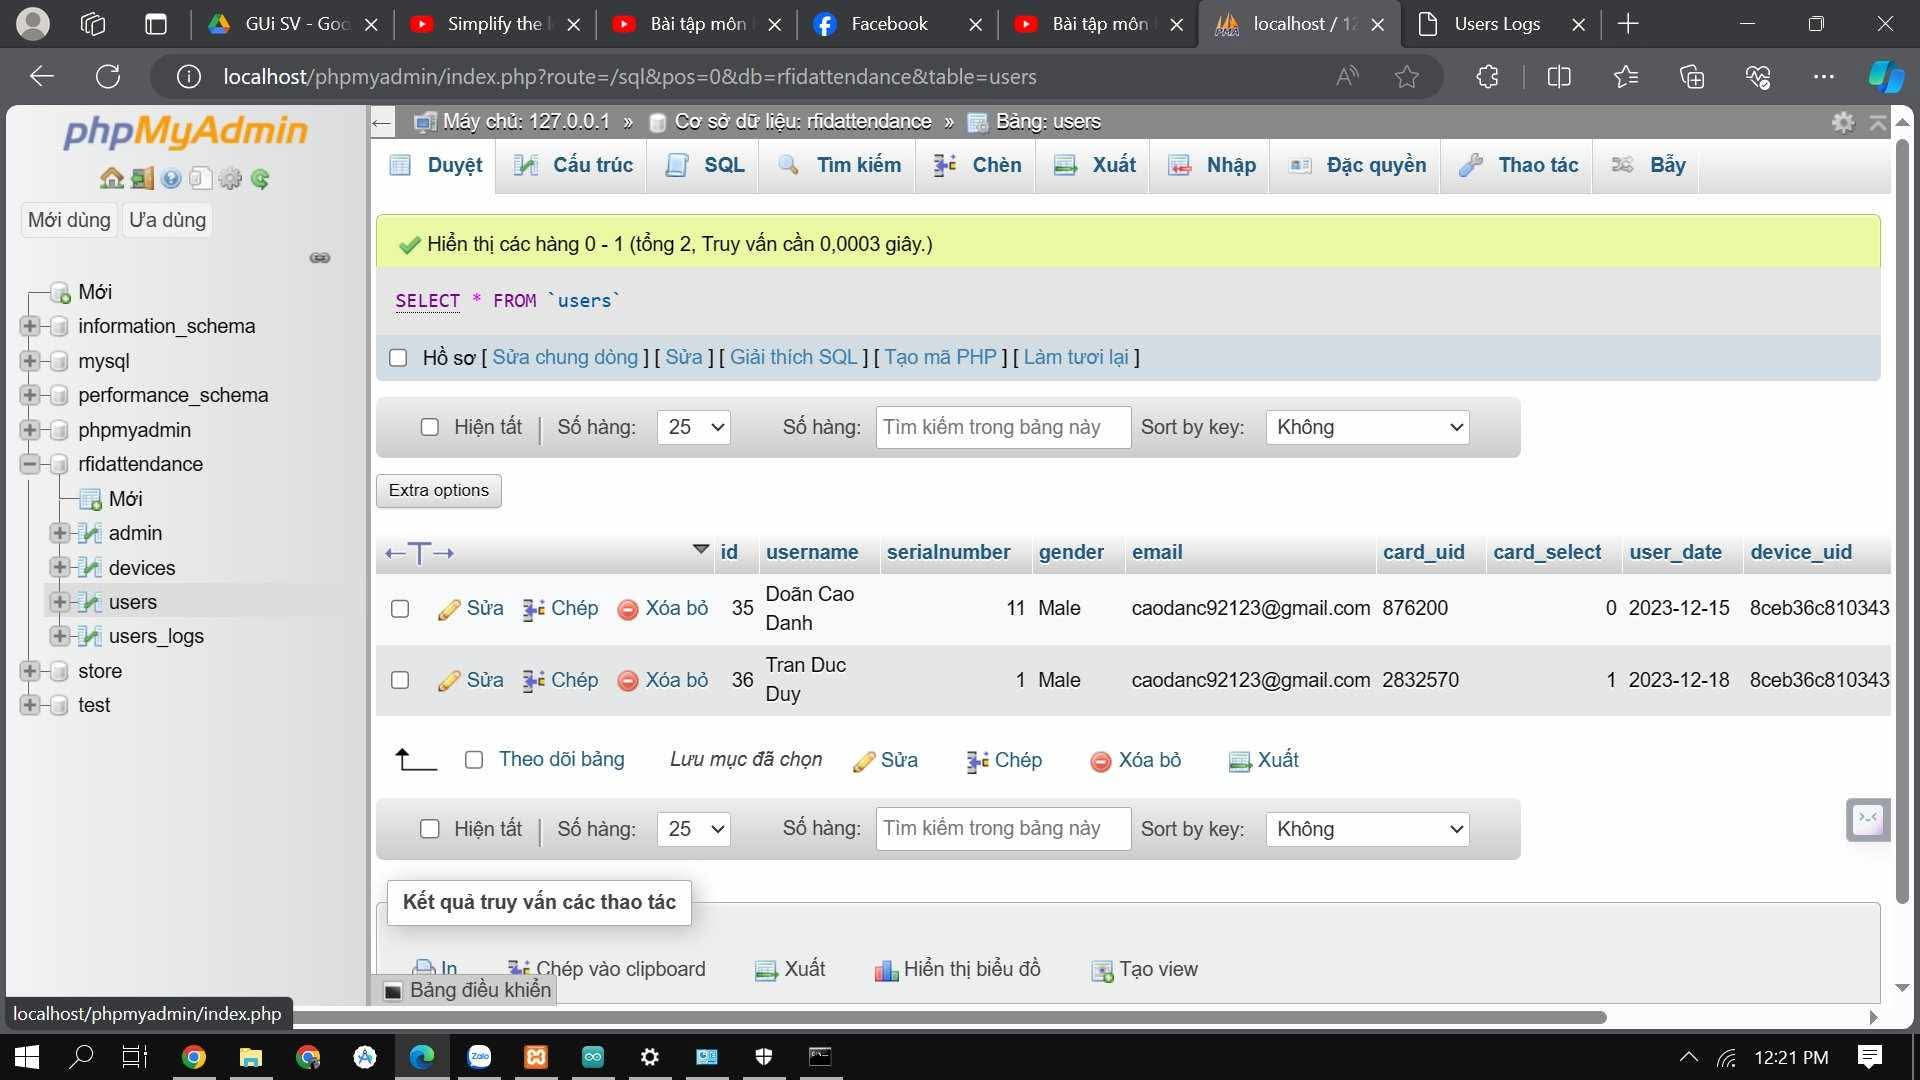 GUi SV - Goo
Simplify the l
Bài tập môn
Facebook
Bài tập môn
localhost / 12
Users Logs
localhost/phpmyadmin/index.php?route=/sql&pos=0&db=rfidattendance&table=users
phpMyAdmin
Mới dùng Ưa dùng
Mới
information_schema
mysql
performance_schema
phpmyadmin
rfidattendance
Mới
admin
devices
users
users_logs
store
test
Máy chủ: 127.0.0.1 » Cơ sở dữ liệu: rfidattendance » Bảng: users
Duyệt Cấu trúc SQL Tìm kiếm Chèn Xuất Nhập Đặc quyền Thao tác Bẫy
Hiển thị các hàng 0 - 1 (tổng 2, Truy vấn cần 0,0003 giây.)
SELECT * FROM `users`
Hồ sơ [ Sửa chung dòng ] [ Sửa ] [ Giải thích SQL ] [ Tạo mã PHP ] [ Làm tươi lại ]
Hiện tất | Số hàng: 25 Số hàng: Tìm kiếm trong bảng này Sort by key: Không
Extra options
id username serialnumber gender email card_uid card_select user_date device_uid
Sửa Chép Xóa bỏ 35 Doãn Cao Danh 11 Male caodanc92123@gmail.com 876200 0 2023-12-15 8ceb36c810343
Sửa Chép Xóa bỏ 36 Tran Duc Duy 1 Male caodanc92123@gmail.com 2832570 1 2023-12-18 8ceb36c810343
Theo dõi bảng Lưu mục đã chọn Sửa Chép Xóa bỏ Xuất
Hiện tất | Số hàng: 25 Số hàng: Tìm kiếm trong bảng này Sort by key: Không
Kết quả truy vấn các thao tác
In Chép vào clipboard Xuất Hiển thị biểu đồ Tạo view
Bảng điều khiển
localhost/phpmyadmin/index.php
Zalo
12:21 PM